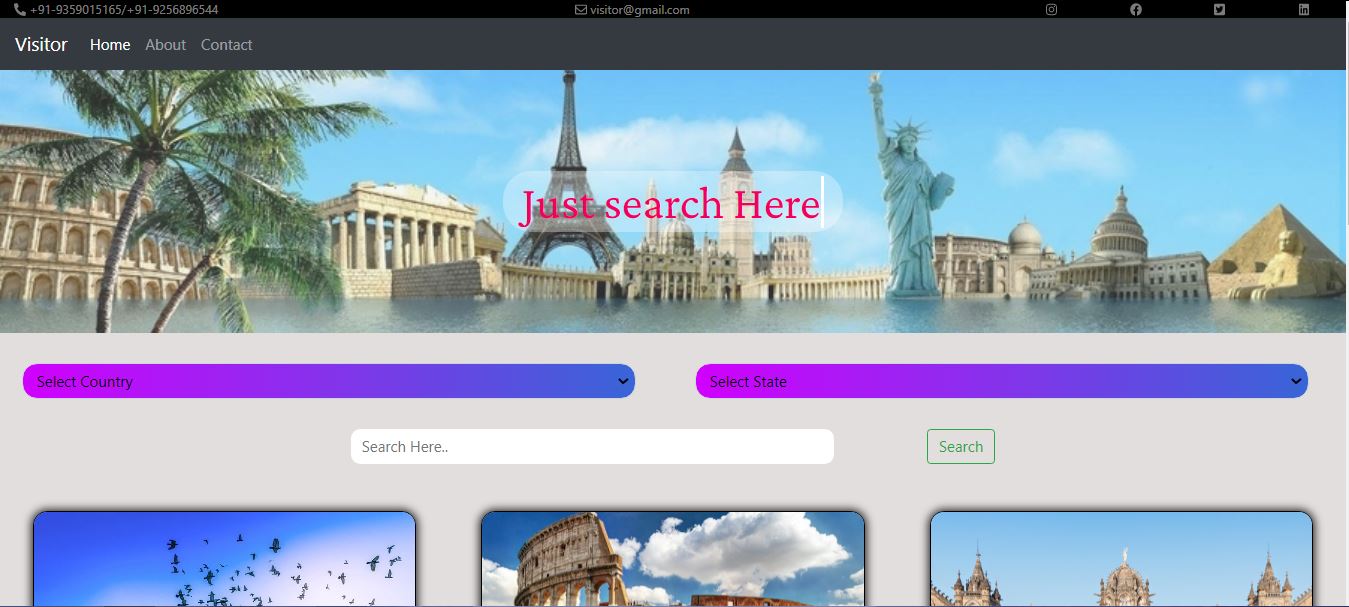 +91-9359015165/+91-9256896544 visitor@gmail.com
Visitor Home About Contact
Just search Here
Select Country Select State
Search Here.. Search